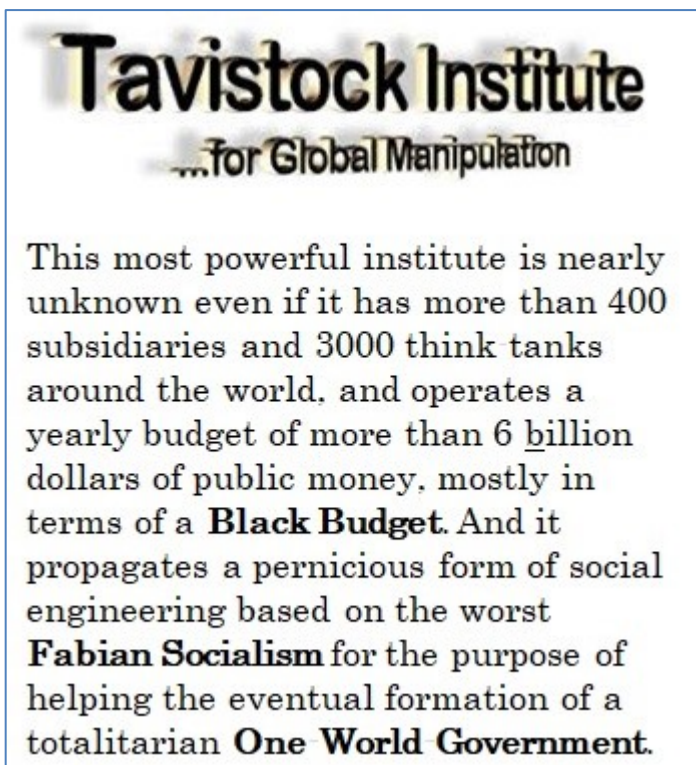 Tavistock Institute
....for Global Manipulation
This most powerful institute is nearly
unknown even if it has more than 400
subsidiaries and 3000 think tanks
around the world, and operates a
yearly budget of more than 6 billion
dollars of public money, mostly in
terms of a Black Budget. And it
propagates a pernicious form of social
engineering based on the worst
Fabian Socialism for the purpose of
helping the eventual formation of a
totalitarian One World Government.